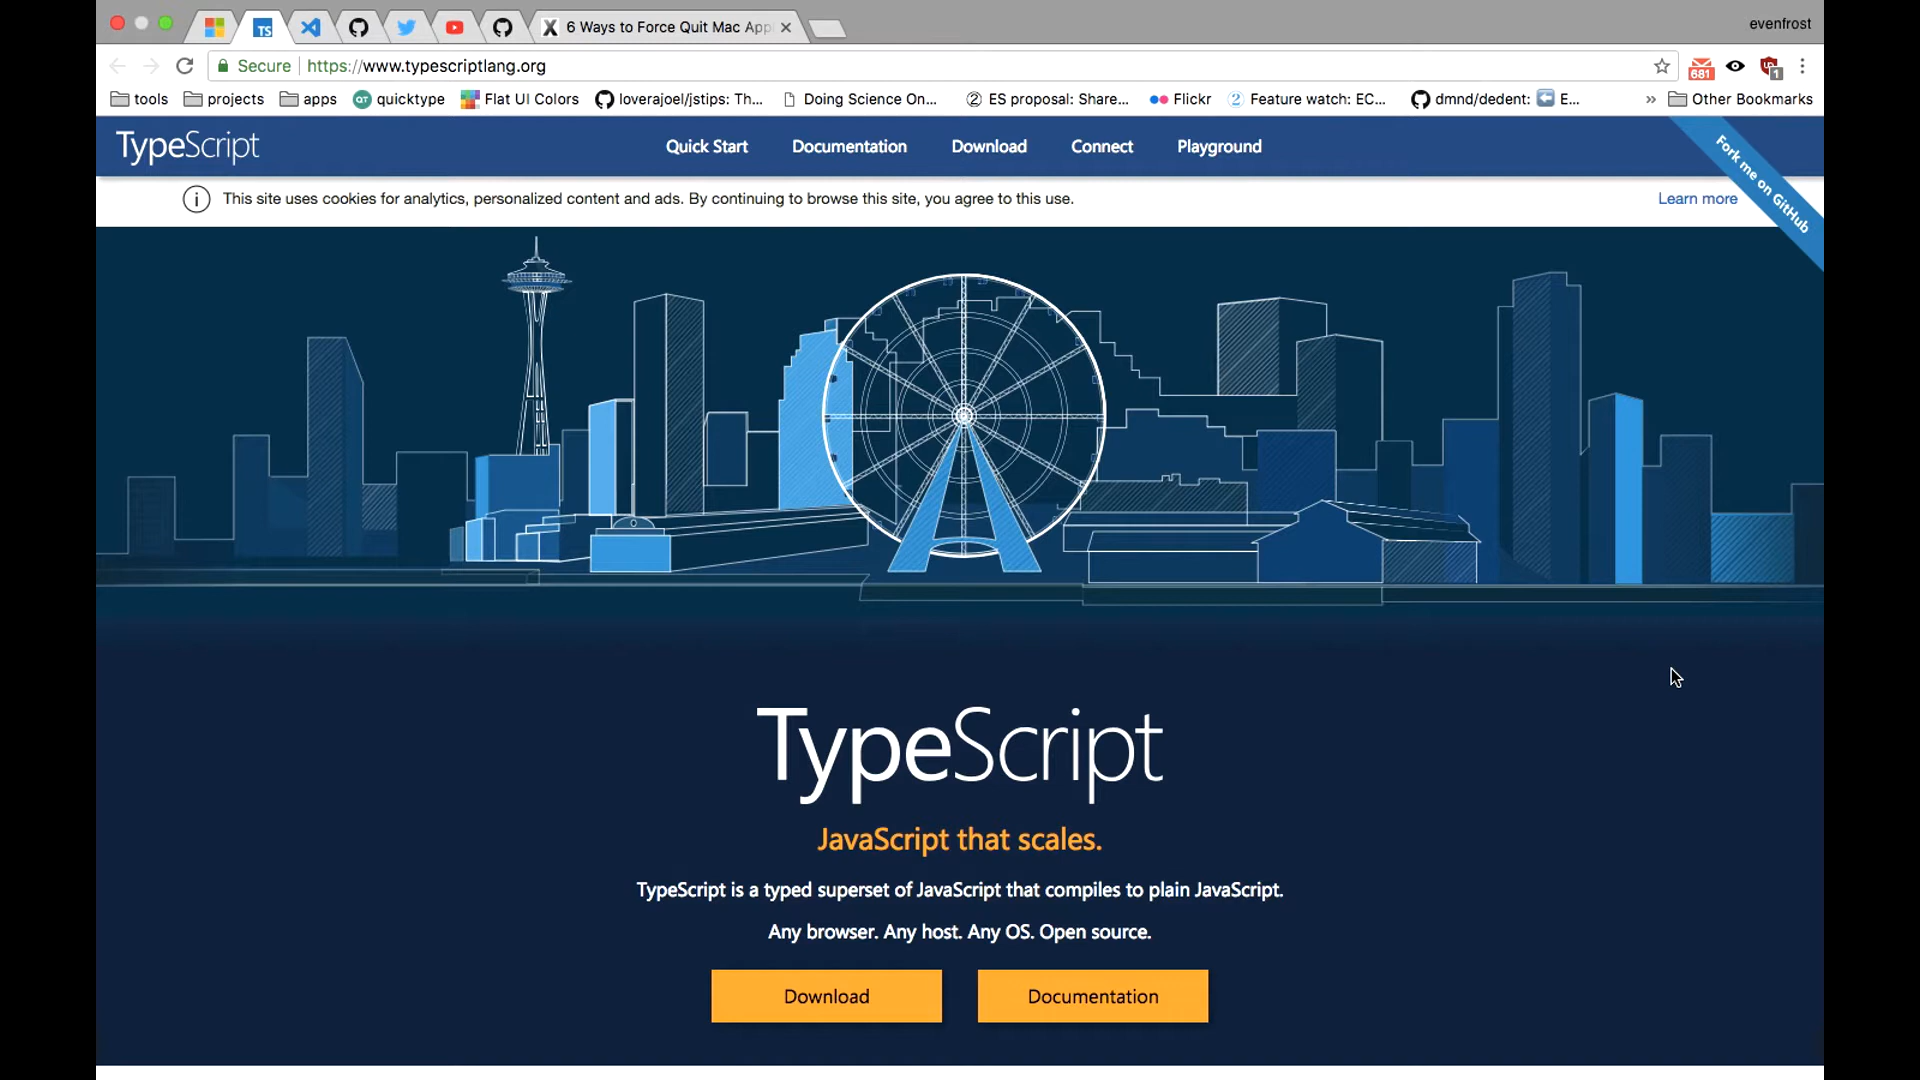 6 Ways to Force Quit Mac App
evenfrost
Secure https://www.typescriptlang.org
681
1
tools projects apps quicktype Flat UI Colors loverajoel/jstips: Th... Doing Science On... ES proposal: Share... Flickr Feature watch: EC... dmnd/dedent: E... » Other Bookmarks
TypeScript Quick Start Documentation Download Connect Playground
Fork me on GitHub
This site uses cookies for analytics, personalized content and ads. By continuing to browse this site, you agree to this use. Learn more
TypeScript
JavaScript that scales.
TypeScript is a typed superset of JavaScript that compiles to plain JavaScript.
Any browser. Any host. Any OS. Open source.
Download Documentation